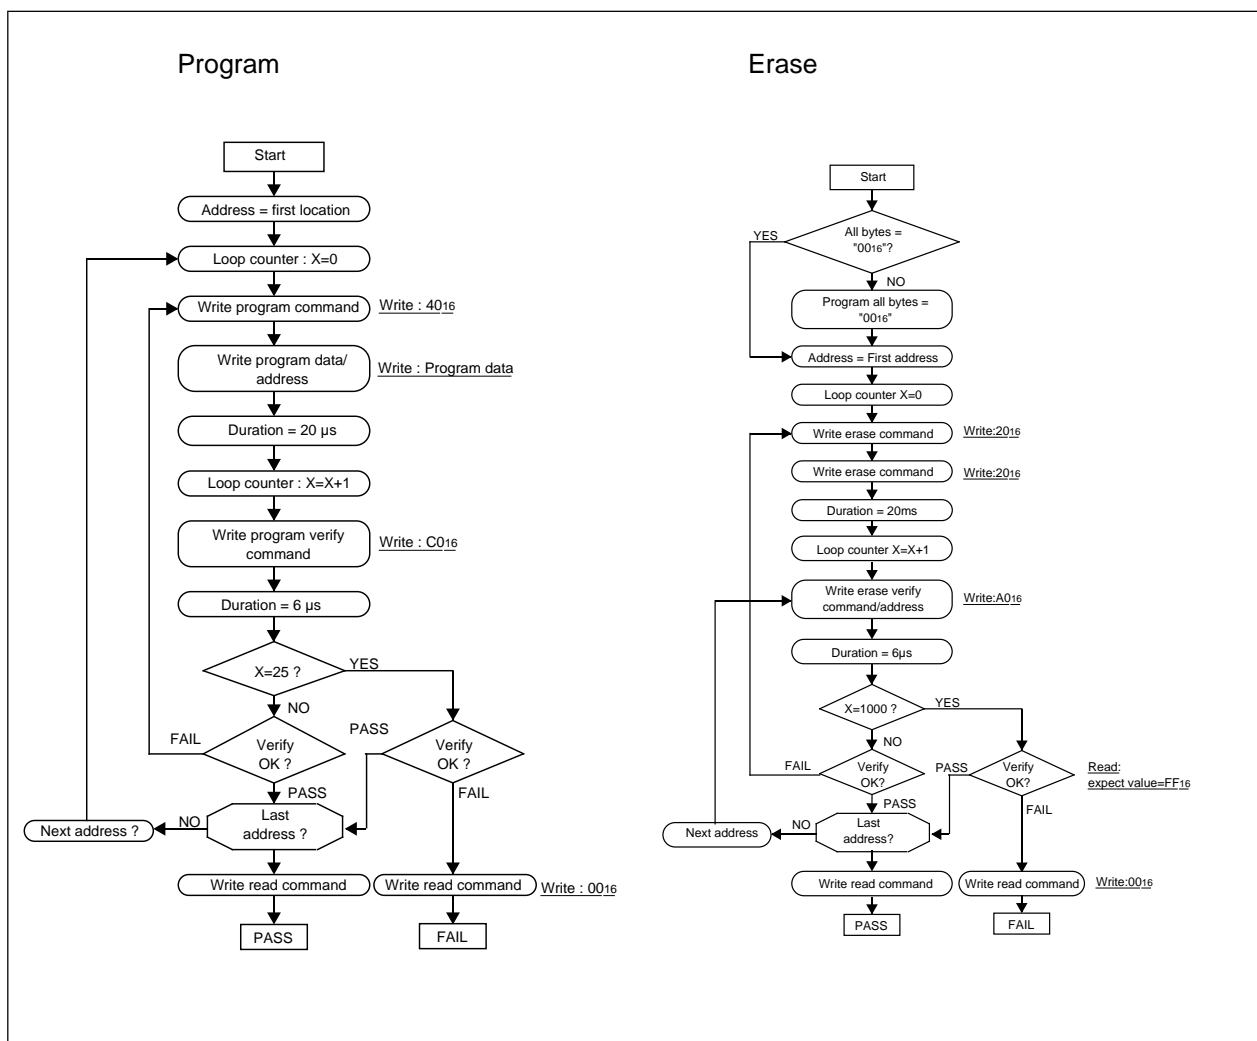 Program
Start
Address = first location
Loop counter : X=0
Write program command
Write : 4016
Write program data/
address
Write : Program data
Duration = 20 µs
Loop counter : X=X+1
Write program verify
command
Write : C016
Duration = 6 µs
X=25 ?
YES
NO
FAIL
Verify
OK ?
PASS
PASS
Verify
OK ?
FAIL
Last
address ?
NO
Next address ?
Write read command
Write read command
Write : 0016
PASS
FAIL
Erase
Start
All bytes =
"0016"?
YES
NO
Program all bytes =
"0016"
Address = First address
Loop counter X=0
Write erase command
Write:2016
Write erase command
Write:2016
Duration = 20ms
Loop counter X=X+1
Write erase verify
command/address
Write:A016
Duration = 6µs
X=1000 ?
YES
NO
FAIL
Verify
OK?
PASS
PASS
Verify
OK?
FAIL
Read:
expect value=FF16
Last
address?
NO
Next address
Write read command
Write read command
Write:0016
PASS
FAIL